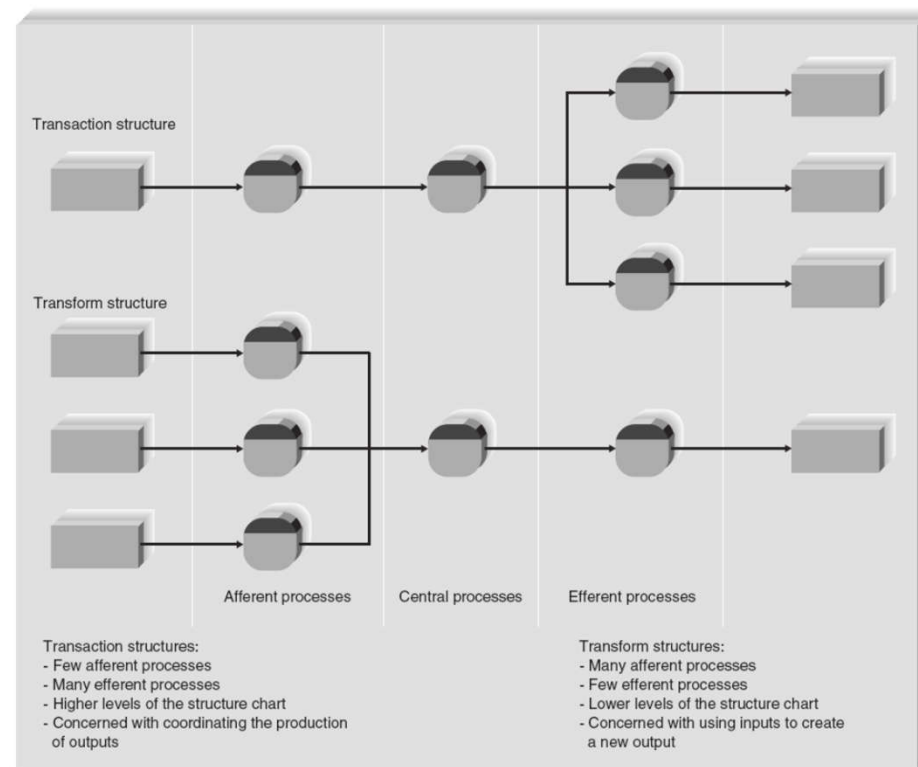 Transaction structure
Transform structure
Afferent processes
Central processes
Efferent processes
Transaction structures:
- Few afferent processes
- Many efferent processes
- Higher levels of the structure chart
- Concerned with coordinating the production
of outputs
Transform structures:
- Many afferent processes
- Few efferent processes
- Lower levels of the structure chart
- Concerned with using inputs to create
a new output